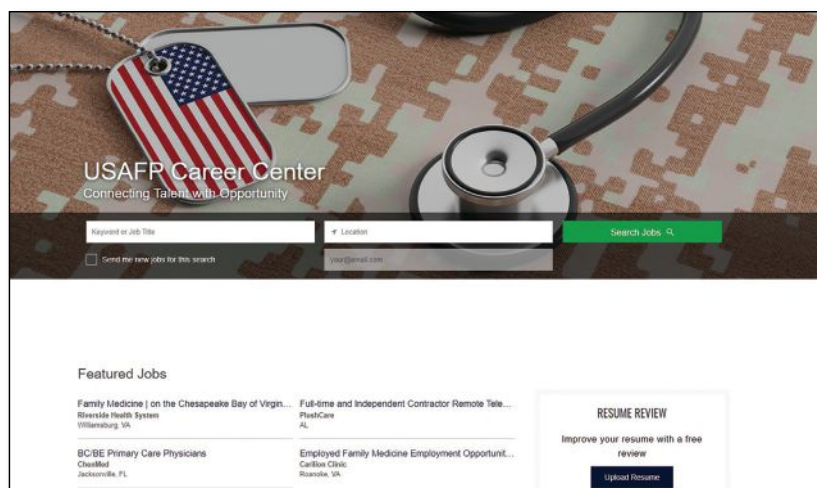 USAFP Career Center
Connecting Talent with Opportunity
Keyword or Job Title
Location
Search Jobs
Send me new jobs for this search
your@email.com
Featured Jobs
Family Medicine | on the Chesapeake Bay of Virgin...
Riverside Health System
Williamsburg, VA
Full-time and Independent Contractor Remote Tele...
PlushCare
AL
BC/BE Primary Care Physicians
ChenMed
Jacksonville, FL
Employed Family Medicine Employment Opportunit...
Carilion Clinic
Roanoke, VA
RESUME REVIEW
Improve your resume with a free
review
Upload Resume